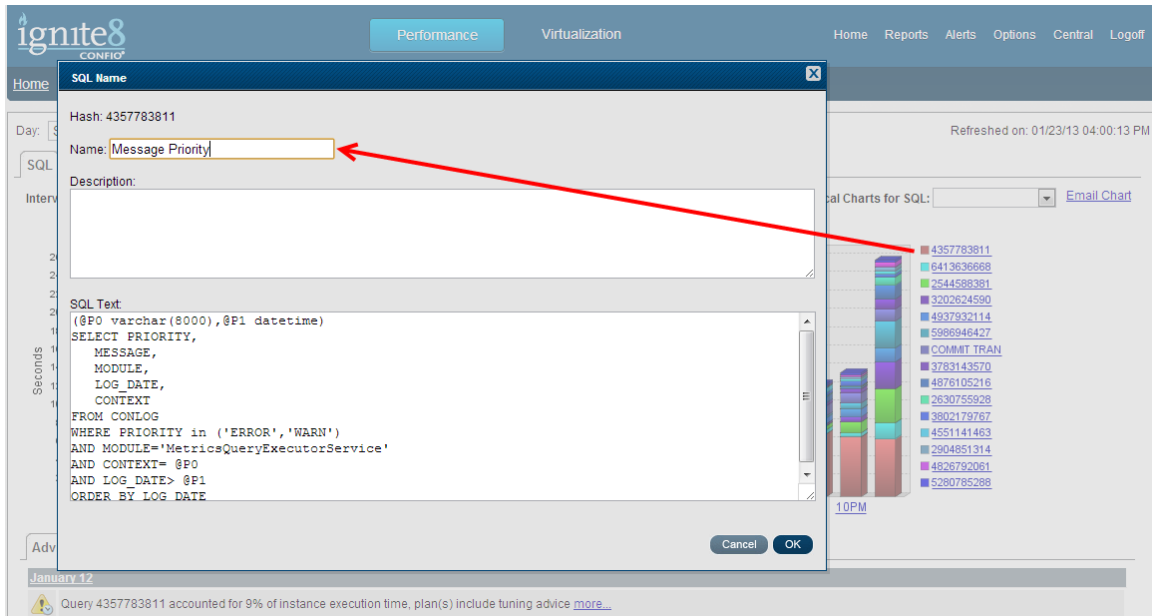 ignite8
CONFIO
Performance
Virtualization
Home Reports Alerts Options Central Logoff
Home
SQL Name
Hash: 4357783811
Name: Message Priority
Description:
SQL Text:
(@P0 varchar(8000),@P1 datetime)
SELECT PRIORITY,
MESSAGE,
MODULE,
LOG_DATE,
CONTEXT
FROM CONLOG
WHERE PRIORITY in ('ERROR','WARN')
AND MODULE='MetricsQueryExecutorService'
AND CONTEXT= @P0
AND LOG_DATE> @P1
ORDER BY LOG_DATE
Cancel OK
Day: S
Refreshed on: 01/23/13 04:00:13 PM
SQL
Interv
cal Charts for SQL:
Email Chart
Seconds
4357783811
6413636668
2544588381
3202624590
4937932114
5986946427
COMMIT TRAN
3783143570
4876105216
2630755928
3802179767
4551141463
2904851314
4826792061
5280785288
10PM
Adv
January 12
Query 4357783811 accounted for 9% of instance execution time, plan(s) include tuning advice more...